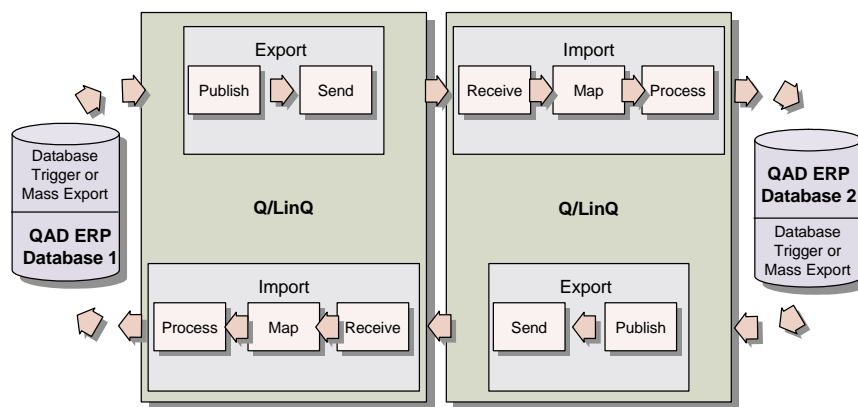 Export
Publish
Send
Import
Receive
Map
Process
Database
Trigger or
Mass Export
QAD ERP
Database 1
Q/LinQ
Q/LinQ
QAD ERP
Database 2
Database
Trigger or
Mass Export
Import
Process
Map
Receive
Export
Send
Publish